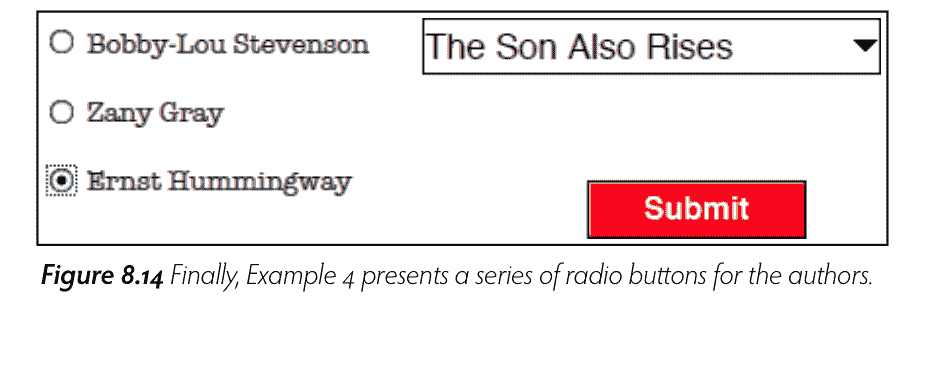 Bobby-Lou Stevenson
The Son Also Rises
Zany Gray
Ernst Hummingway
Submit
Figure 8.14 Finally, Example 4 presents a series of radio buttons for the authors.